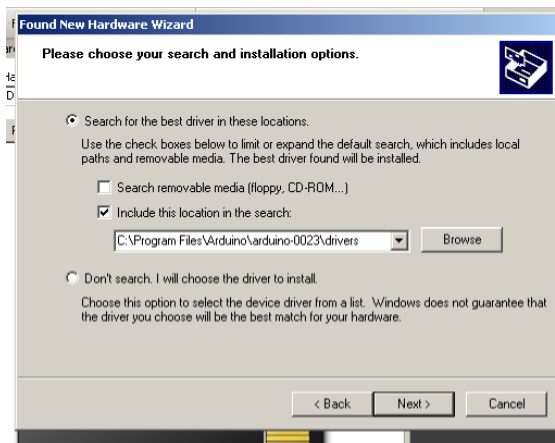 Found New Hardware Wizard
Please choose your search and installation options.
Search for the best driver in these locations.
Use the check boxes below to limit or expand the default search, which includes local
paths and removable media. The best driver found will be installed.
Search removable media (floppy, CD-ROM...)
Include this location in the search:
C:\Program Files\Arduino\arduino-0023\drivers
Browse
Don't search. I will choose the driver to install.
Choose this option to select the device driver from a list. Windows does not guarantee that
the driver you choose will be the best match for your hardware.
< Back
Next >
Cancel